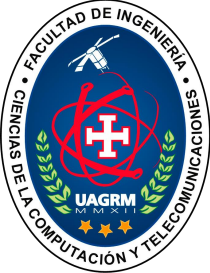 FACULTAD DE INGENIERÍA
CIENCIAS DE LA COMPUTACIÓN Y TELECOMUNICACIONES
UAGRM
MMXII